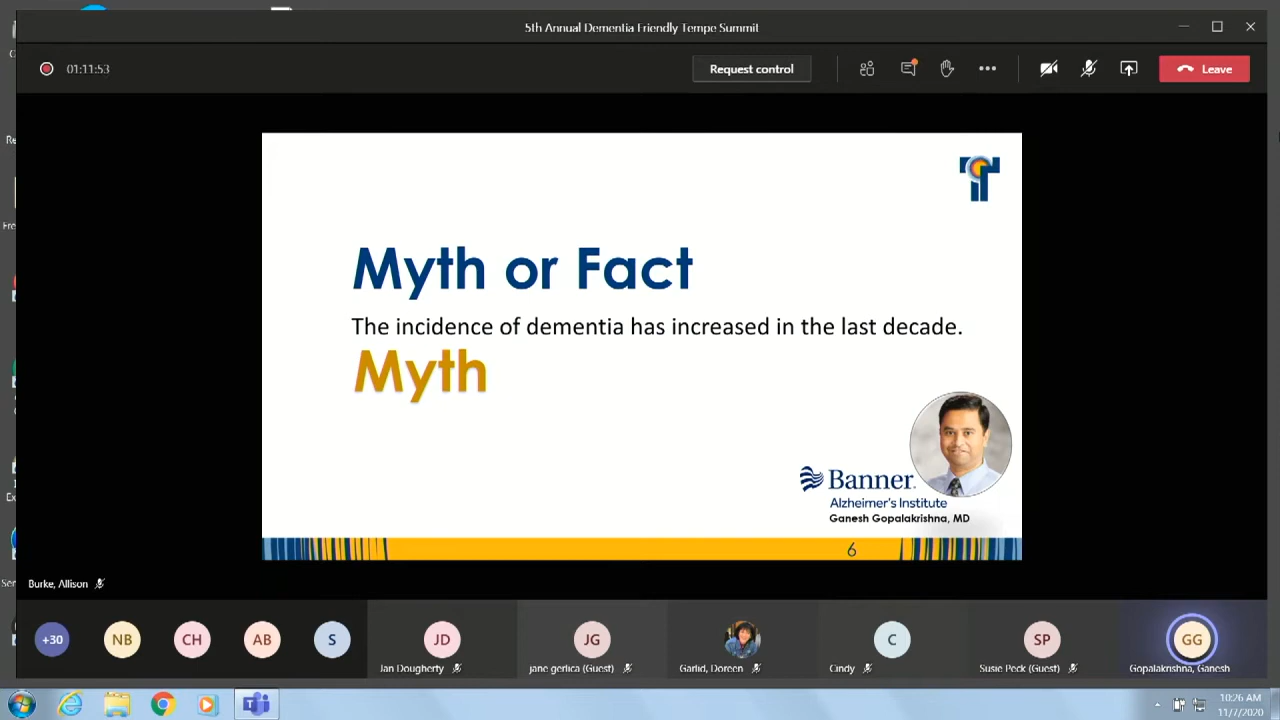 5th Annual Dementia Friendly Tempe Summit
01:11:53
Request control
Leave
Myth or Fact
The incidence of dementia has increased in the last decade.
Myth
Banner
Alzheimer's Institute
Ganesh Gopalakrishna, MD
6
Burke, Allison
+30
NB
CH
AB
S
JD
JG
C
SP
GG
Jan Dougherty
jane gerlica (Guest)
Garlid, Doreen
Cindy
Susie Peck (Guest)
Gopalakrishna, Ganesh
10:26 AM
11/7/2020